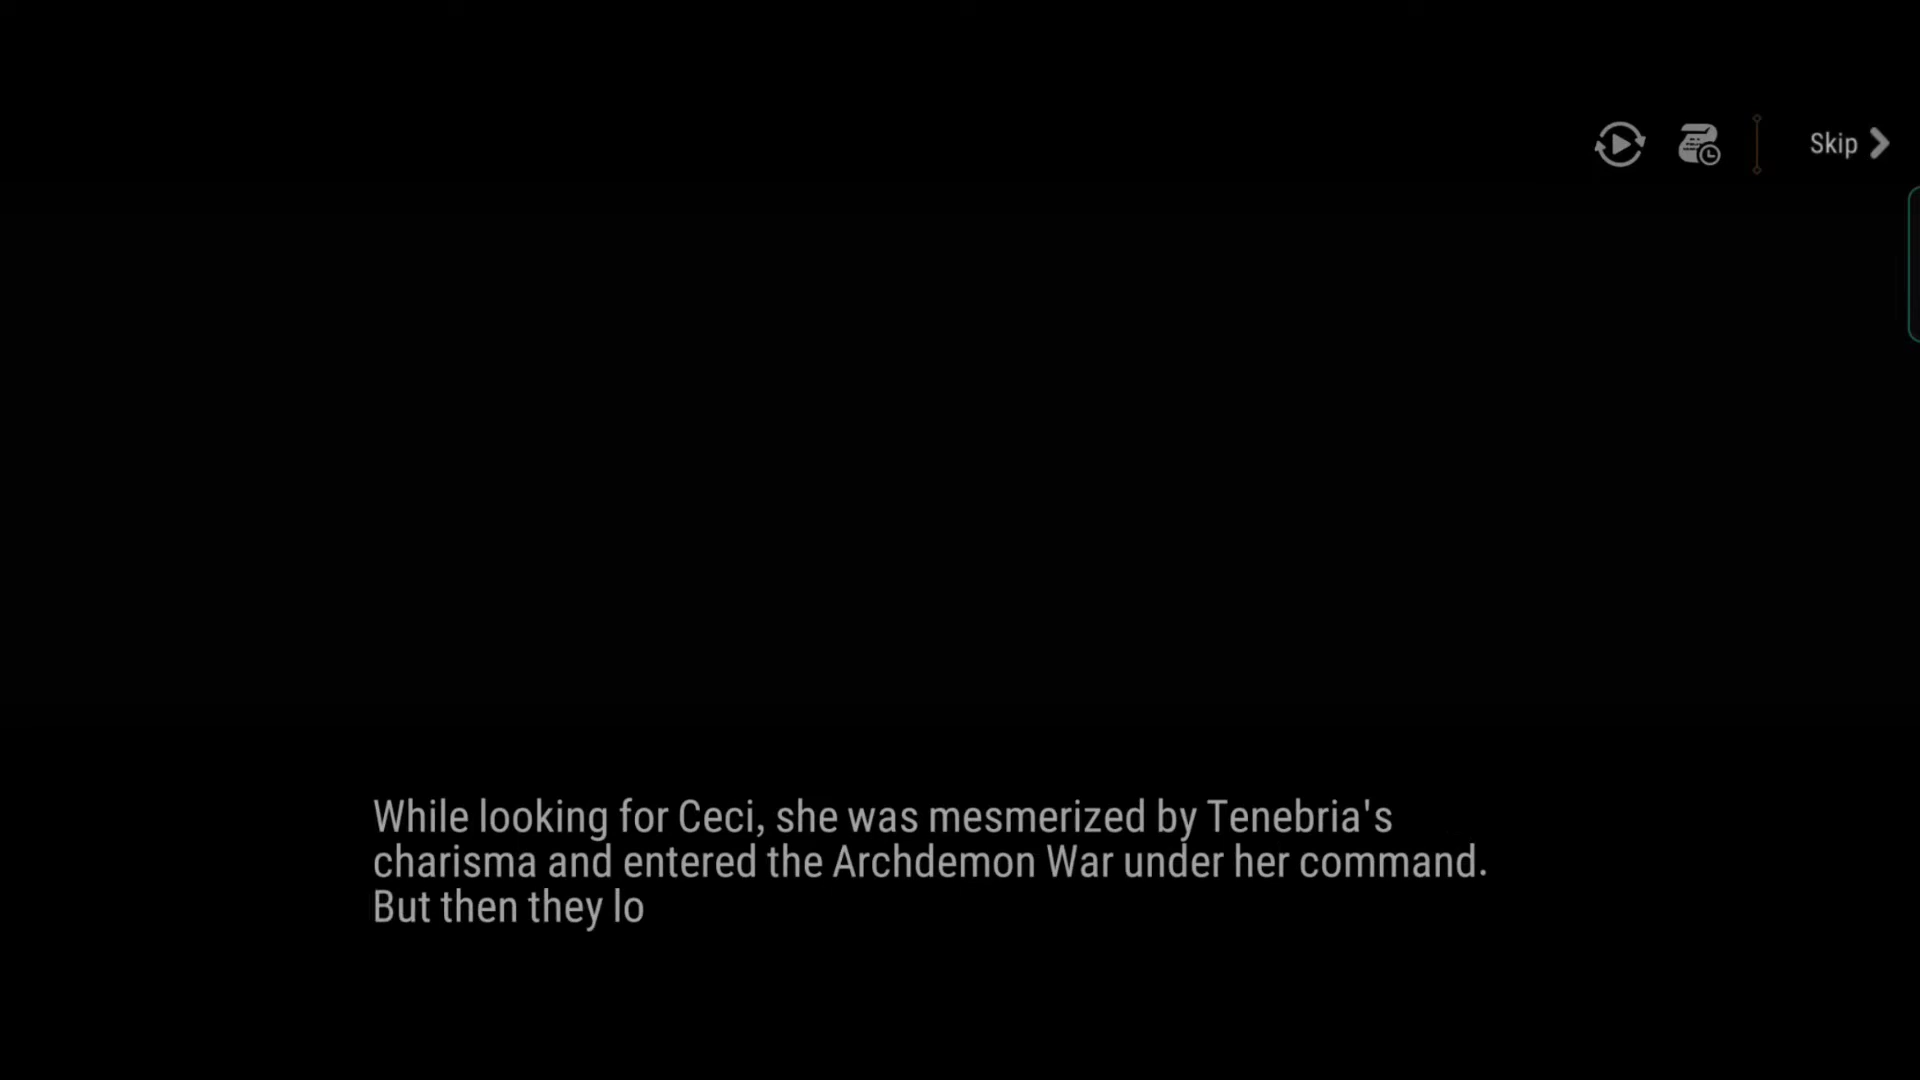 Skip
While looking for Ceci, she was mesmerized by Tenebria's
charisma and entered the Archdemon War under her command.
But then they lo